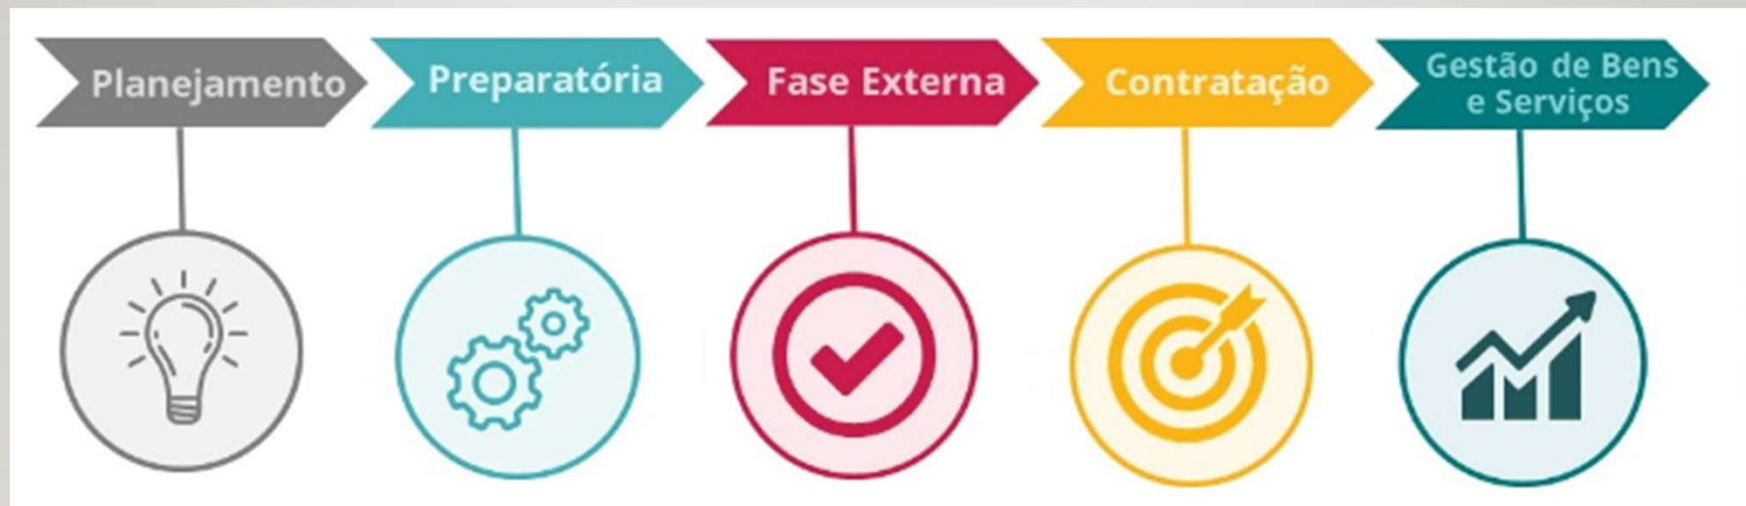 Planejamento
Preparatória
Fase Externa
Contratação
Gestão de Bens
e Serviços